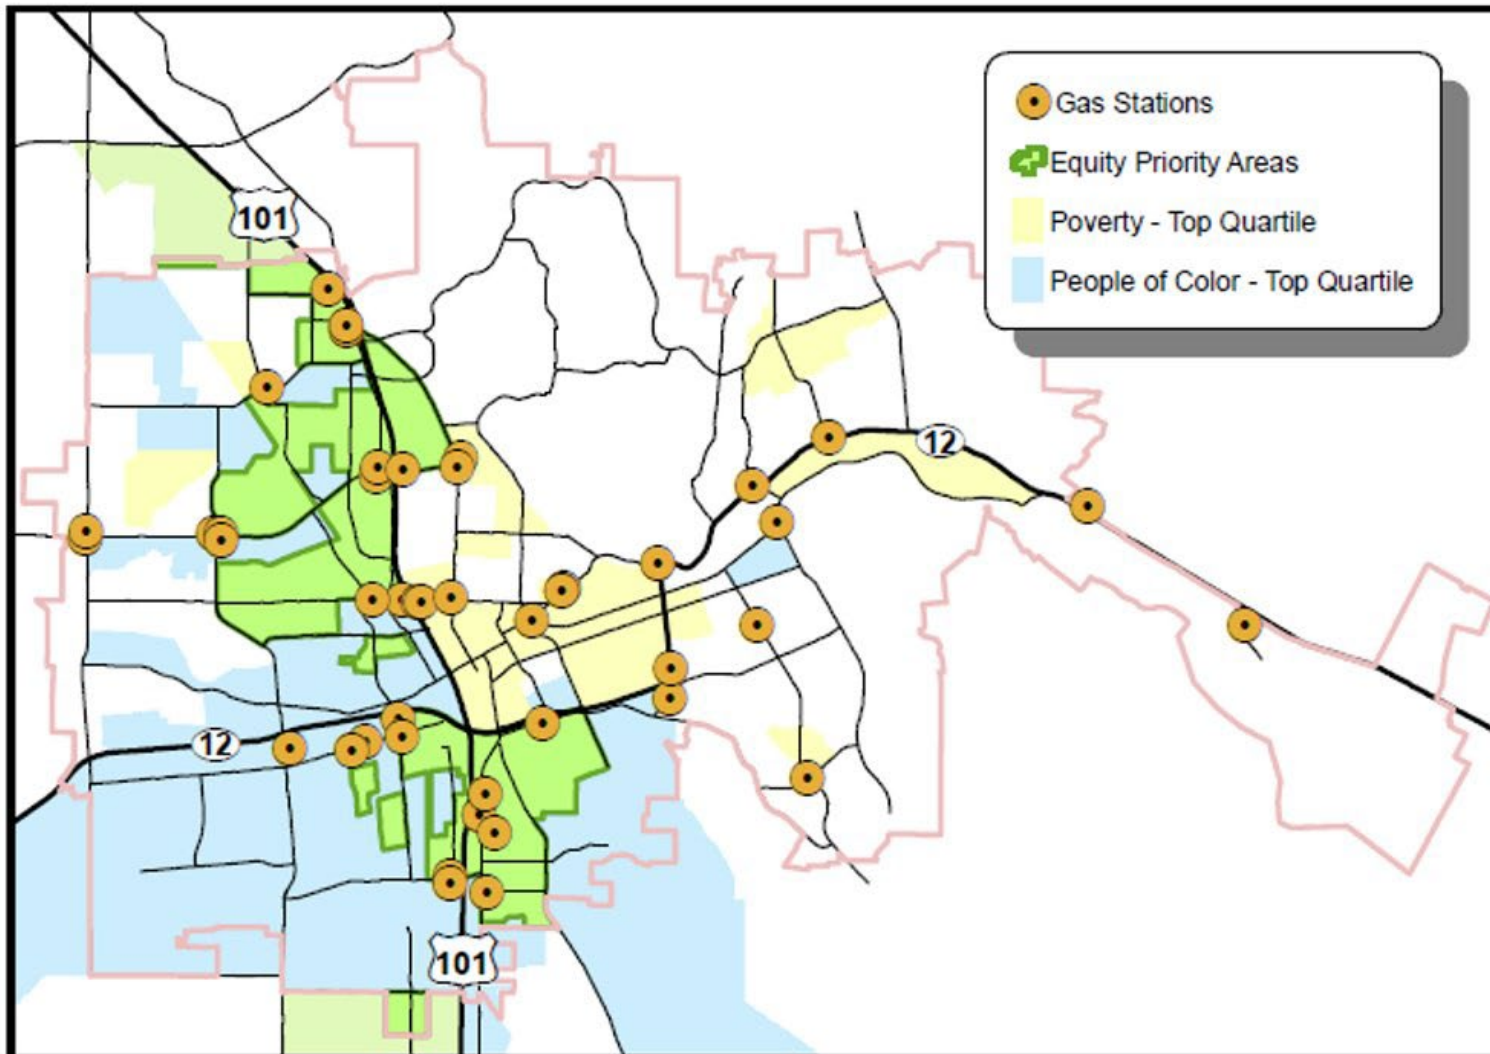 Gas Stations
Equity Priority Areas
Poverty - Top Quartile
People of Color - Top Quartile
101
12
12
101